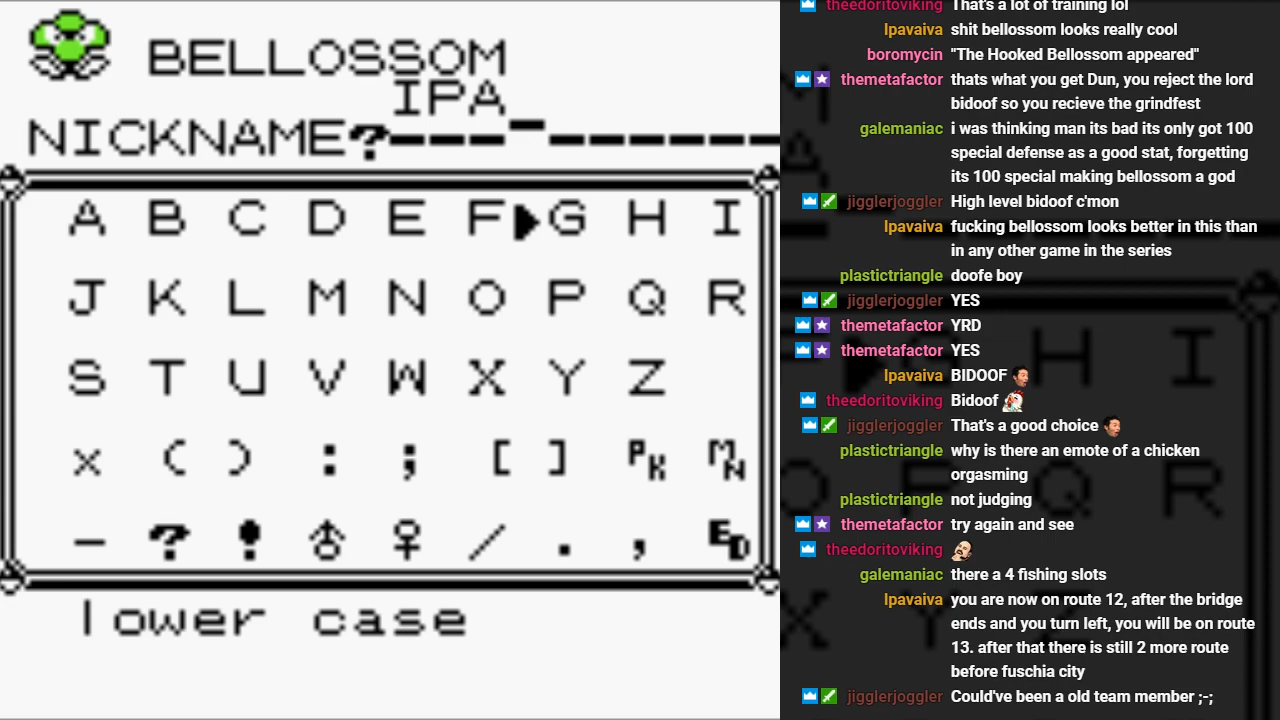 BELLOSSOM
IPA
NICKNAME?
A B C D E F G H I
J K L M N O P Q R
S T U V W X Y Z
× ( ) : ; [ ] PK MN
- ? ! ♂ ♀ / . , ED
lower case
theedoritoviking That's a lot of training lol
lpavaiva shit bellossom looks really cool
boromycin "The Hooked Bellossom appeared"
themetafactor thats what you get Dun, you reject the lord
bidoof so you recieve the grindfest
galemaniac i was thinking man its bad its only got 100
special defense as a good stat, forgetting
its 100 special making bellossom a god
jigglerjoggler High level bidoof c'mon
lpavaiva fucking bellossom looks better in this than
in any other game in the series
plastictriangle doofe boy
jigglerjoggler YES
themetafactor YRD
themetafactor YES
lpavaiva BIDOOF
theedoritoviking Bidoof
jigglerjoggler That's a good choice
plastictriangle why is there an emote of a chicken
orgasming
plastictriangle not judging
themetafactor try again and see
theedoritoviking
galemaniac there a 4 fishing slots
lpavaiva you are now on route 12, after the bridge
ends and you turn left, you will be on route
13. after that there is still 2 more route
before fuschia city
jigglerjoggler Could've been a old team member ;-;